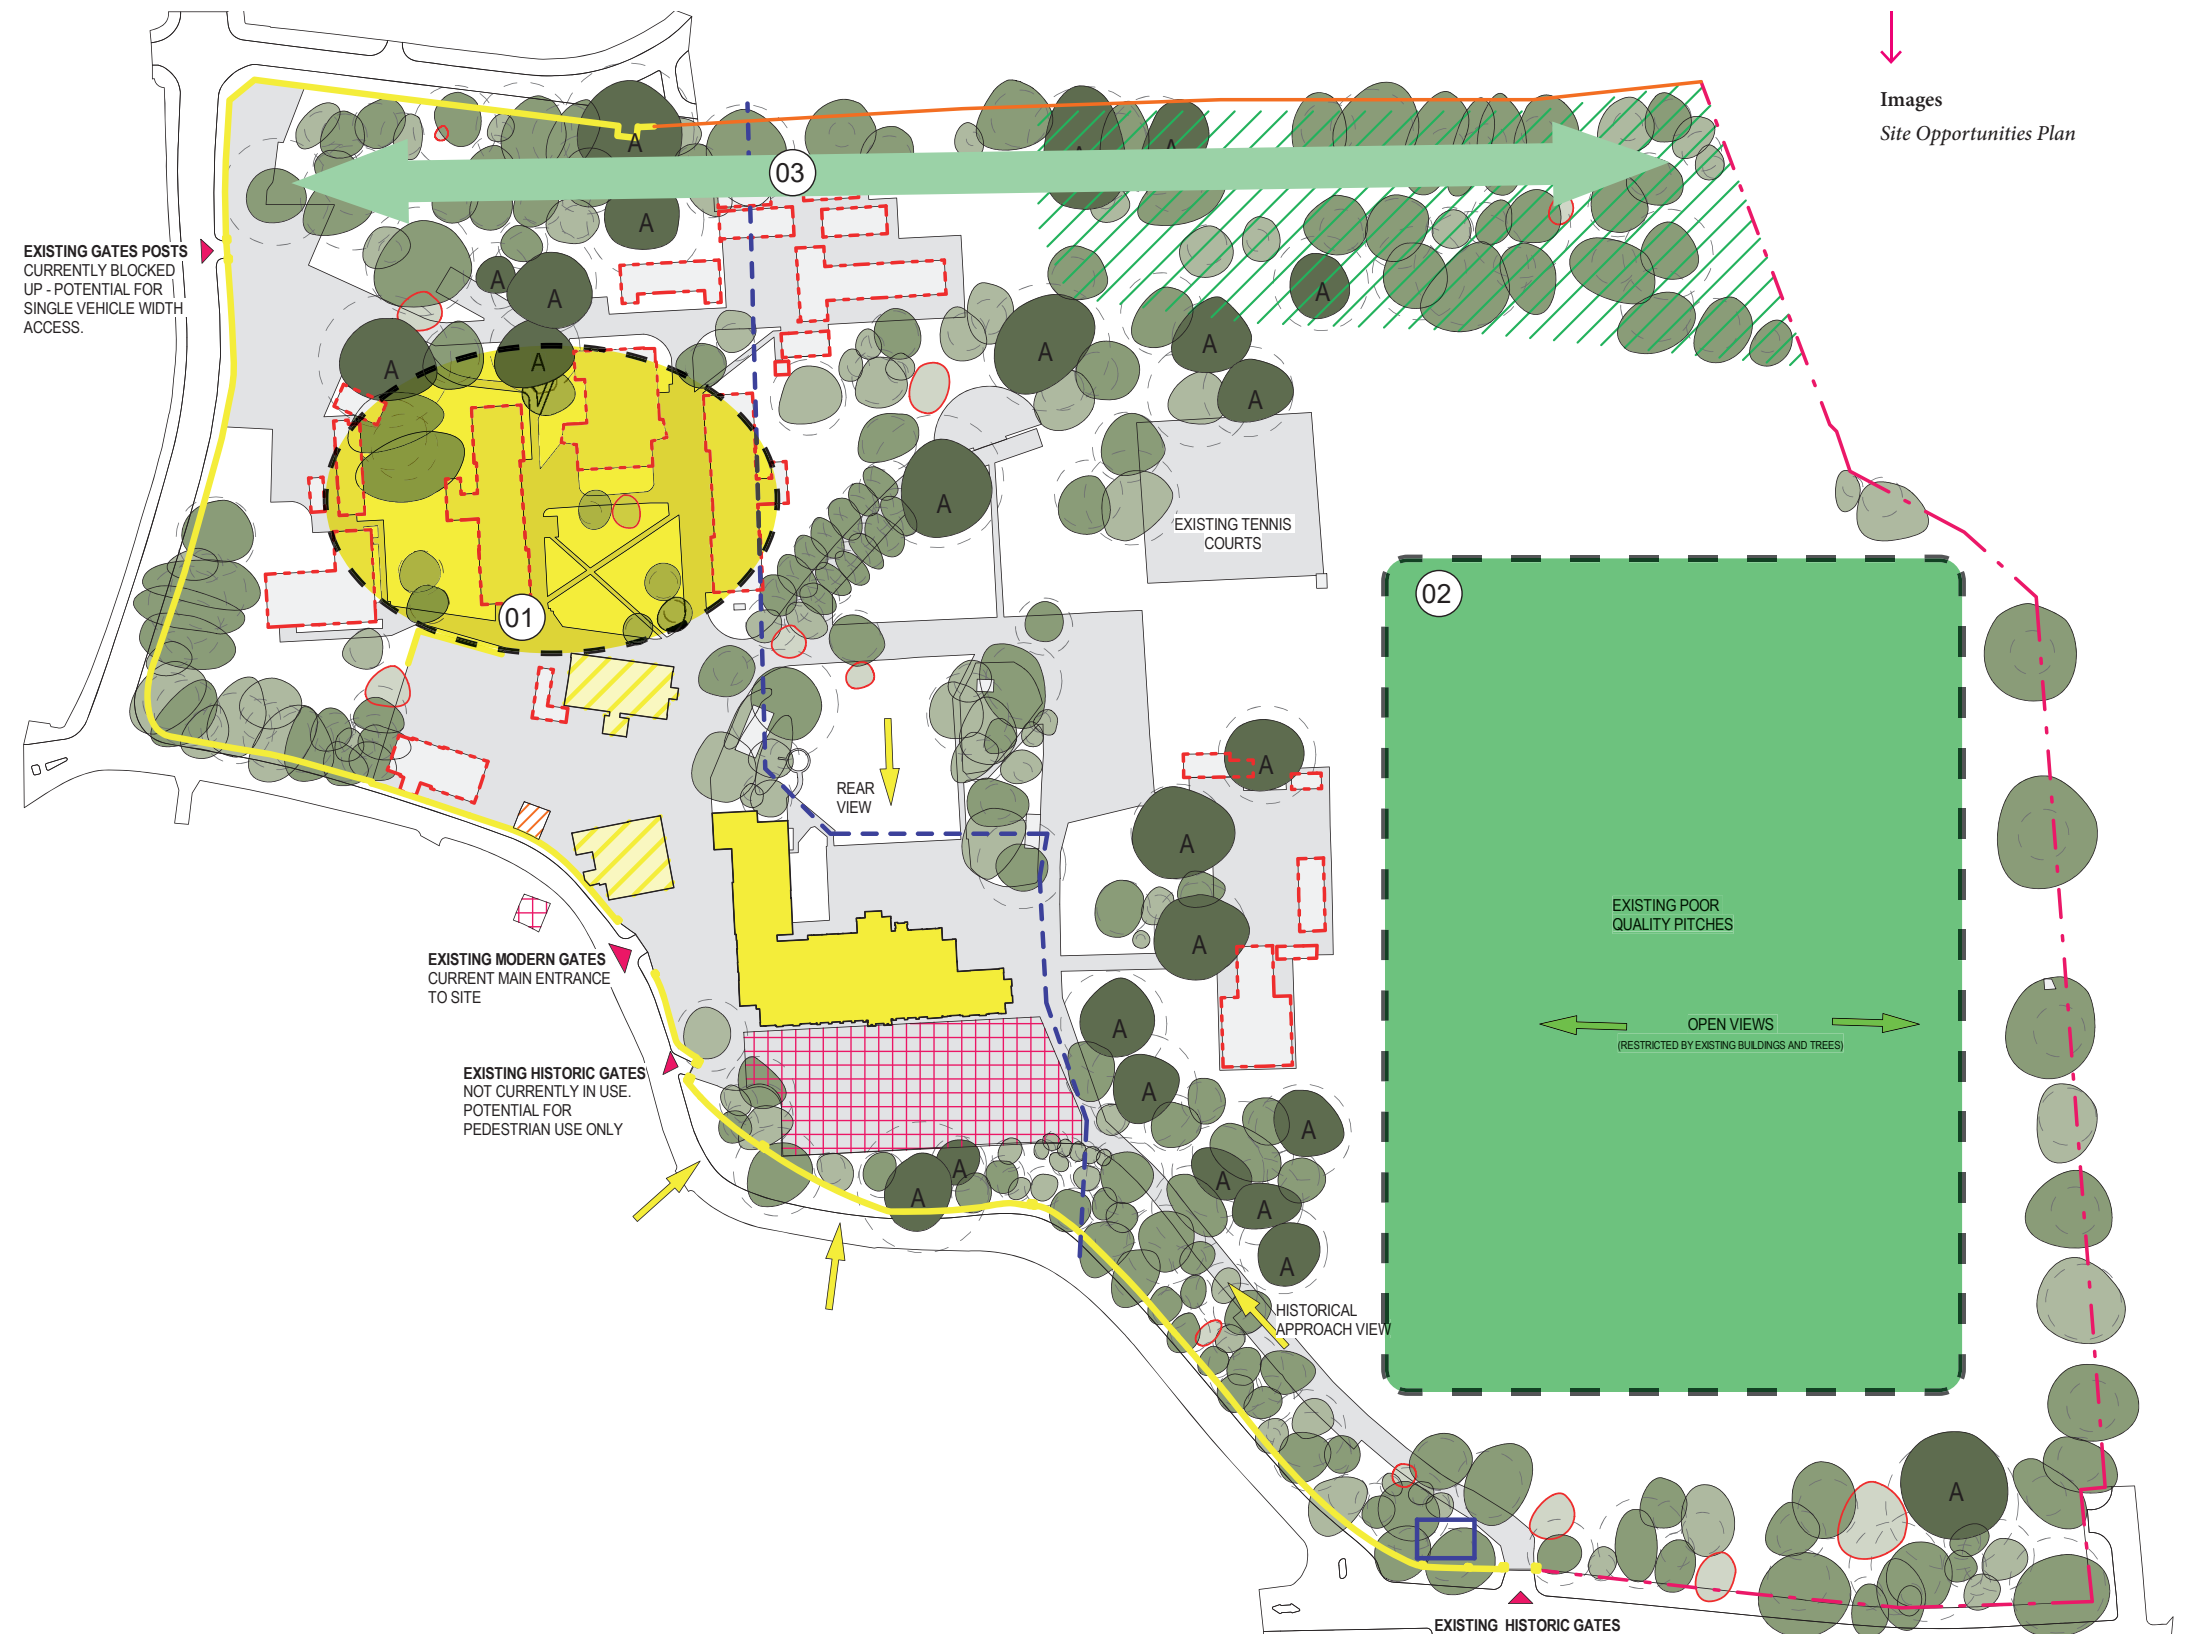 Images
Site Opportunities Plan
03
EXISTING GATES POSTS
CURRENTLY BLOCKED
UP - POTENTIAL FOR
SINGLE VEHICLE WIDTH
ACCESS.
A
A
A
A
A
A
A
A
A
A
A
A
A
A
EXISTING TENNIS
COURTS
01
02
REAR
VIEW
A
A
A
EXISTING POOR
QUALITY PITCHES
EXISTING MODERN GATES
CURRENT MAIN ENTRANCE
TO SITE
OPEN VIEWS
(RESTRICTED BY EXISTING BUILDINGS AND TREES)
EXISTING HISTORIC GATES
NOT CURRENTLY IN USE.
POTENTIAL FOR
PEDESTRIAN USE ONLY
A
A
A
A
A
A
A
A
HISTORICAL
APPROACH VIEW
A
EXISTING HISTORIC GATES